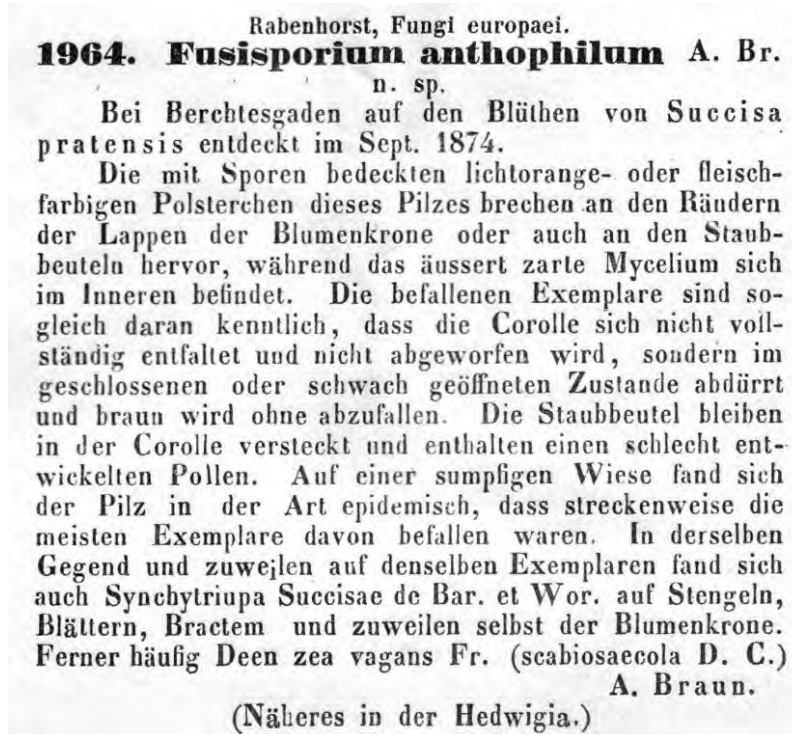 Rabenhorst, Fungi europaei.
1964. Fusisporium anthophilum A. Br.
n. sp.
Bei Berchtesgaden auf den Blüthen von Succisa
pratensis entdeckt im Sept. 1874.
Die mit Sporen bedeckten lichtorange- oder fleisch-
farbigen Polsterchen dieses Pilzes brechen an den Rändern
der Lappen der Blumenkrone oder auch an den Staub-
beuteln hervor, während das äussert zarte Mycelium sich
im Inneren befindet. Die befallenen Exemplare sind so-
gleich daran kenntlich, dass die Corolle sich nicht voll-
ständig entfaltet und nicht abgeworfen wird, sondern im
geschlossenen oder schwach geöffneten Zustande abdürrt
und braun wird ohne abzufallen. Die Staubbeutel bleiben
in der Corolle versteckt und enthalten einen schlecht ent-
wickelten Pollen. Auf einer sumpfigen Wiese fand sich
der Pilz in der Art epidemisch, dass streckenweise die
meisten Exemplare davon befallen waren. In derselben
Gegend und zuwejlen auf denselben Exemplaren fand sich
auch Synchytriupa Succisae de Bar. et Wor. auf Stengeln,
Blättern, Bractem und zuweilen selbst der Blumenkrone.
Ferner häufig Deen zea vagans Fr. (scabiosaecola D. C.)
A. Braun.
(Näheres in der Hedwigia.)